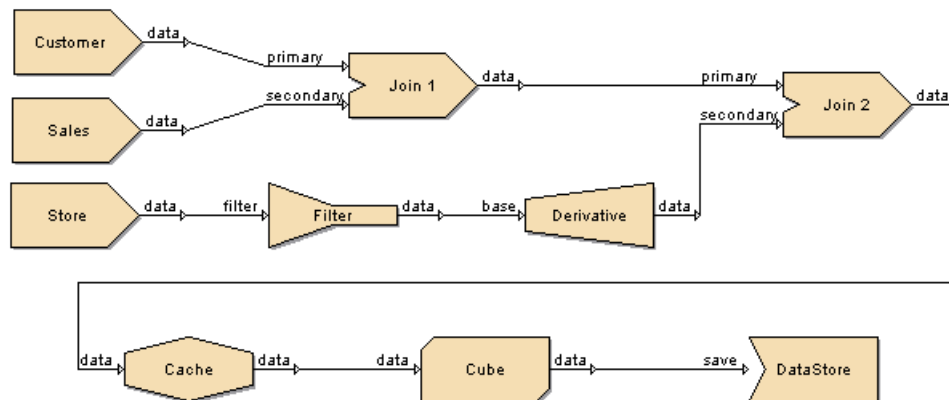 Customer
data
primary
Join 1
data
primary
Join 2
data
Sales
data
secondary
secondary
Store
data
filter
Filter
data
base
Derivative
data
data
Cache
data
data
Cube
data
save
DataStore